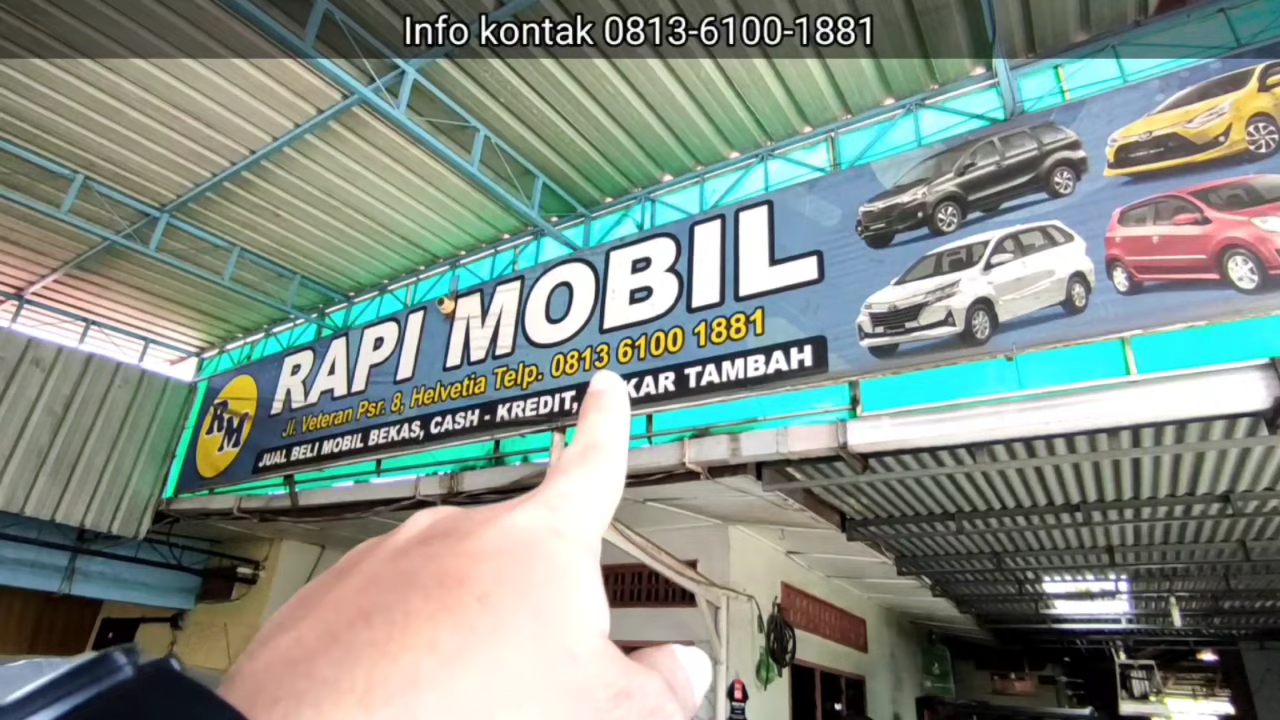 Info kontak 0813-6100-1881
RM
RAPI MOBIL
Jl. Veteran Psr. 8, Helvetia Telp. 0813 6100 1881
JUAL BELI MOBIL BEKAS, CASH - KREDIT, KAR TAMBAH